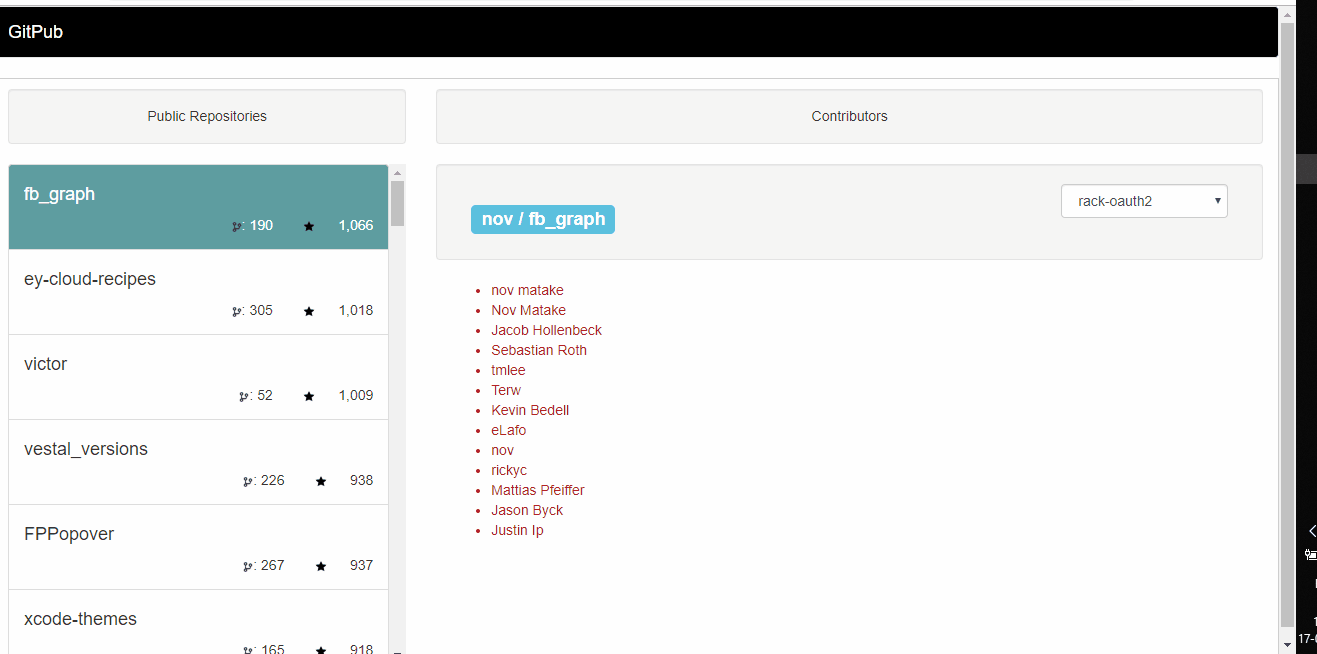 GitPub
Public Repositories
fb_graph
: 190 1,066
ey-cloud-recipes
: 305 1,018
victor
: 52 1,009
vestal_versions
: 226 938
FPPopover
: 267 937
xcode-themes
: 165 918
Contributors
nov / fb_graph
rack-oauth2
nov matake
Nov Matake
Jacob Hollenbeck
Sebastian Roth
tmlee
Terw
Kevin Bedell
eLafo
nov
rickyc
Mattias Pfeiffer
Jason Byck
Justin Ip